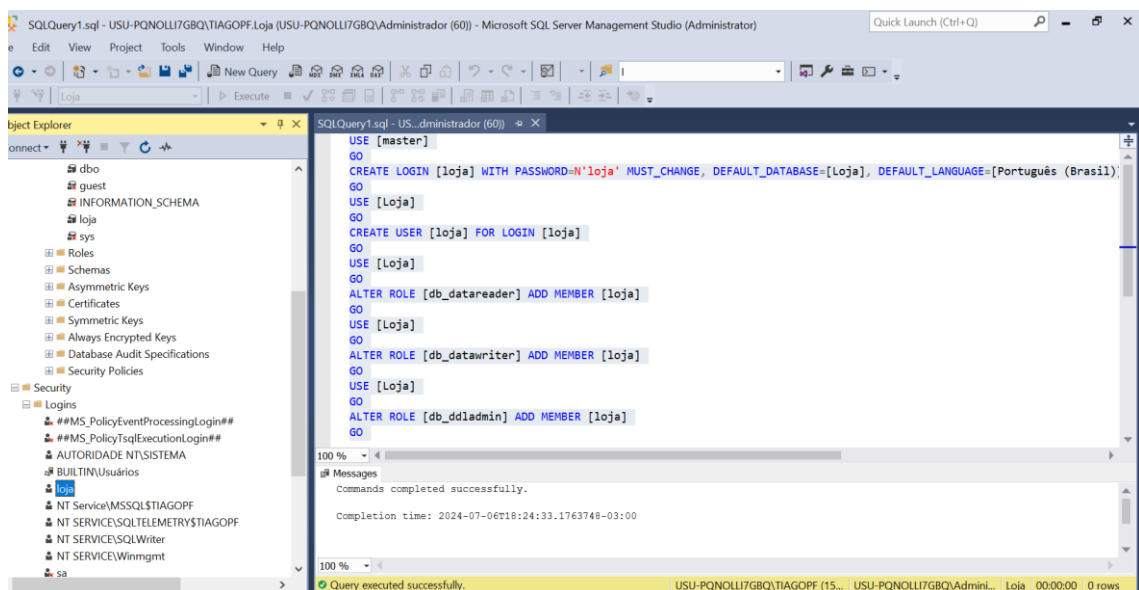 SQLQuery1.sql - USU-PQNOLLI7GBQ\TIAGOPF.Loja (USU-PQNOLLI7GBQ\Administrador (60)) - Microsoft SQL Server Management Studio (Administrator)
Quick Launch (Ctrl+Q)
e Edit View Project Tools Window Help
New Query MDX DMX XMLA DAX
Loja Execute
bject Explorer
onnect
dbo
guest
INFORMATION_SCHEMA
loja
sys
Roles
Schemas
Asymmetric Keys
Certificates
Symmetric Keys
Always Encrypted Keys
Database Audit Specifications
Security Policies
Security
Logins
##MS_PolicyEventProcessingLogin##
##MS_PolicyTsqlExecutionLogin##
AUTORIDADE NT\SISTEMA
BUILTIN\Usuários
loja
NT Service\MSSQL$TIAGOPF
NT SERVICE\SQLTELEMETRY$TIAGOPF
NT SERVICE\SQLWriter
NT SERVICE\Winmgmt
sa
SQLQuery1.sql - US...dministrador (60))
USE [master]
GO
CREATE LOGIN [loja] WITH PASSWORD=N'loja' MUST_CHANGE, DEFAULT_DATABASE=[Loja], DEFAULT_LANGUAGE=[Português (Brasil)]
GO
USE [Loja]
GO
CREATE USER [loja] FOR LOGIN [loja]
GO
USE [Loja]
GO
ALTER ROLE [db_datareader] ADD MEMBER [loja]
GO
USE [Loja]
GO
ALTER ROLE [db_datawriter] ADD MEMBER [loja]
GO
USE [Loja]
GO
ALTER ROLE [db_ddladmin] ADD MEMBER [loja]
GO
100 %
Messages
Commands completed successfully.
Completion time: 2024-07-06T18:24:33.1763748-03:00
100 %
Query executed successfully. USU-PQNOLLI7GBQ\TIAGOPF (15... USU-PQNOLLI7GBQ\Admini... Loja 00:00:00 0 rows